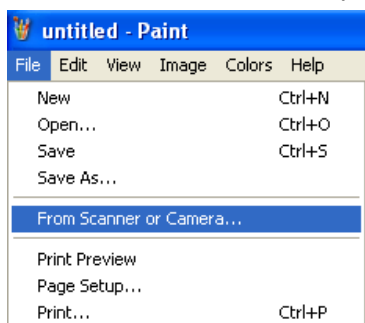 untitled - Paint
File Edit View Image Colors Help
New Ctrl+N
Open... Ctrl+O
Save Ctrl+S
Save As...
From Scanner or Camera...
Print Preview
Page Setup...
Print... Ctrl+P